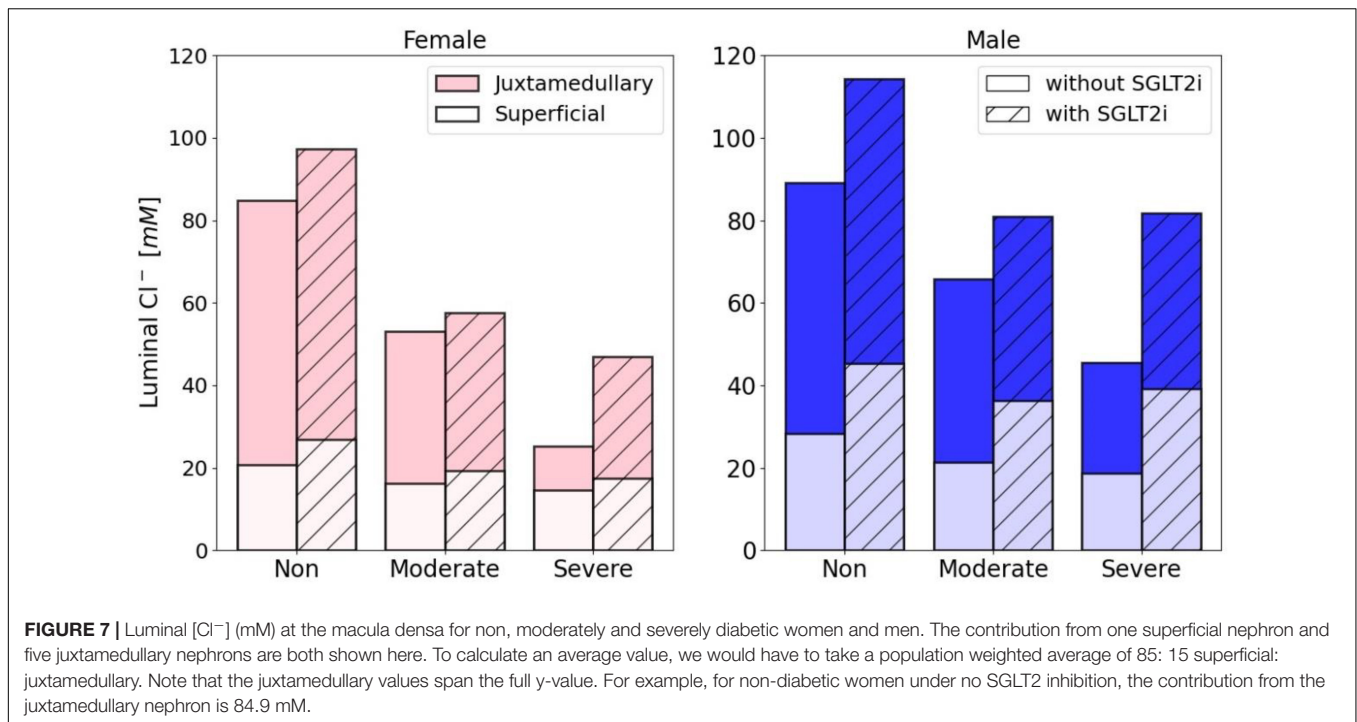 Female
Male
120
100
80
60
40
20
0
Luminal Cl⁻ [mM]
Juxtamedullary
Superficial
Non
Moderate
Severe
120
100
80
60
40
20
0
without SGLT2i
with SGLT2i
Non
Moderate
Severe
FIGURE 7 | Luminal [Cl⁻] (mM) at the macula densa for non, moderately and severely diabetic women and men. The contribution from one superficial nephron and
five juxtamedullary nephrons are both shown here. To calculate an average value, we would have to take a population weighted average of 85: 15 superficial:
juxtamedullary. Note that the juxtamedullary values span the full y-value. For example, for non-diabetic women under no SGLT2 inhibition, the contribution from the
juxtamedullary nephron is 84.9 mM.